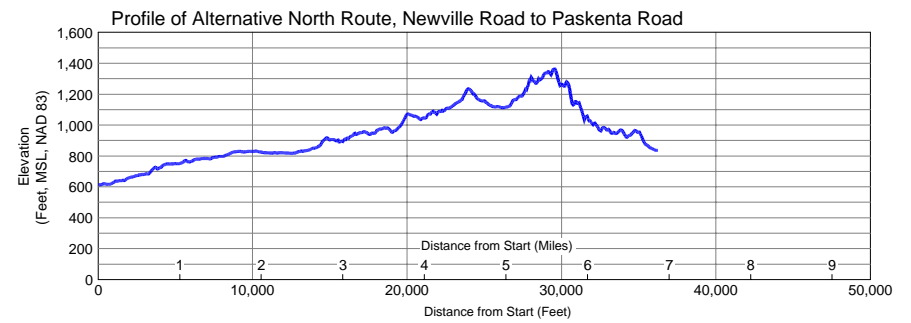 Profile of Alternative North Route, Newville Road to Paskenta Road
1,600
1,400
1,200
1,000
800
600
400
200
0
Elevation
(Feet, MSL, NAD 83)
Distance from Start (Miles)
1 2 3 4 5 6 7 8 9
0 10,000 20,000 30,000 40,000 50,000
Distance from Start (Feet)